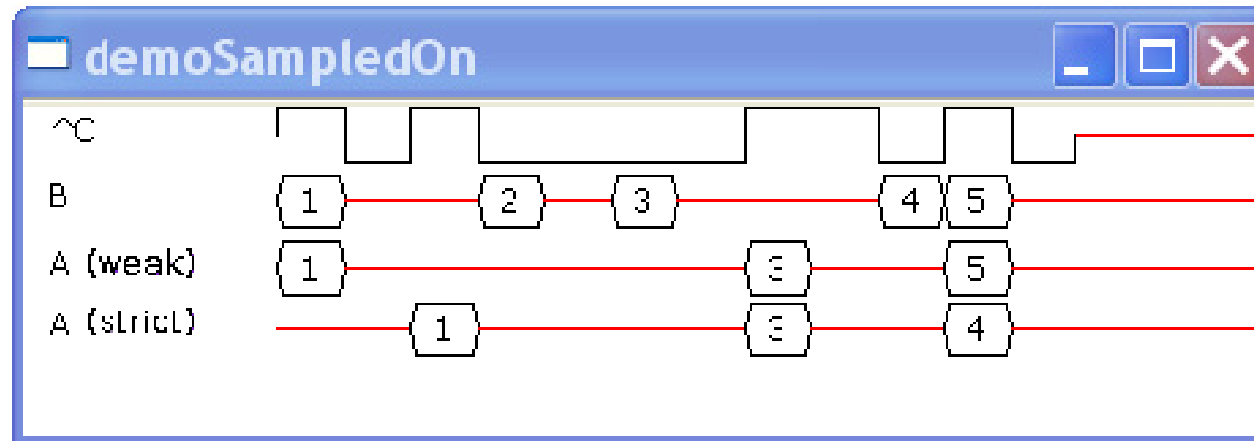 demoSampledOn
^C
B 1 2 3 4 5
A (weak) 1 3 5
A (strict) 1 3 4